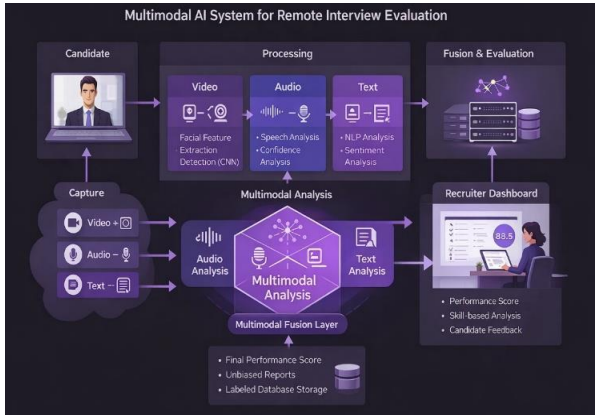 Multimodal AI System for Remote Interview Evaluation
Candidate
Processing
Video
Facial Feature
· Extraction
Detection (CNN)
Audio
• Speech Analysis
• Confidence
Analysis
Text
• NLP Analysis
• Sentiment
Analysis
Fusion & Evaluation
Capture
Video +
Audio –
Text –
Multimodal Analysis
Audio
Analysis
Multimodal
Analysis
Text
Analysis
Multimodal Fusion Layer
• Final Performance Score
• Unbiased Reports
• Labeled Database Storage
Recruiter Dashboard
88.5
• Performance Score
• Skill-based Analysis
• Candidate Feedback